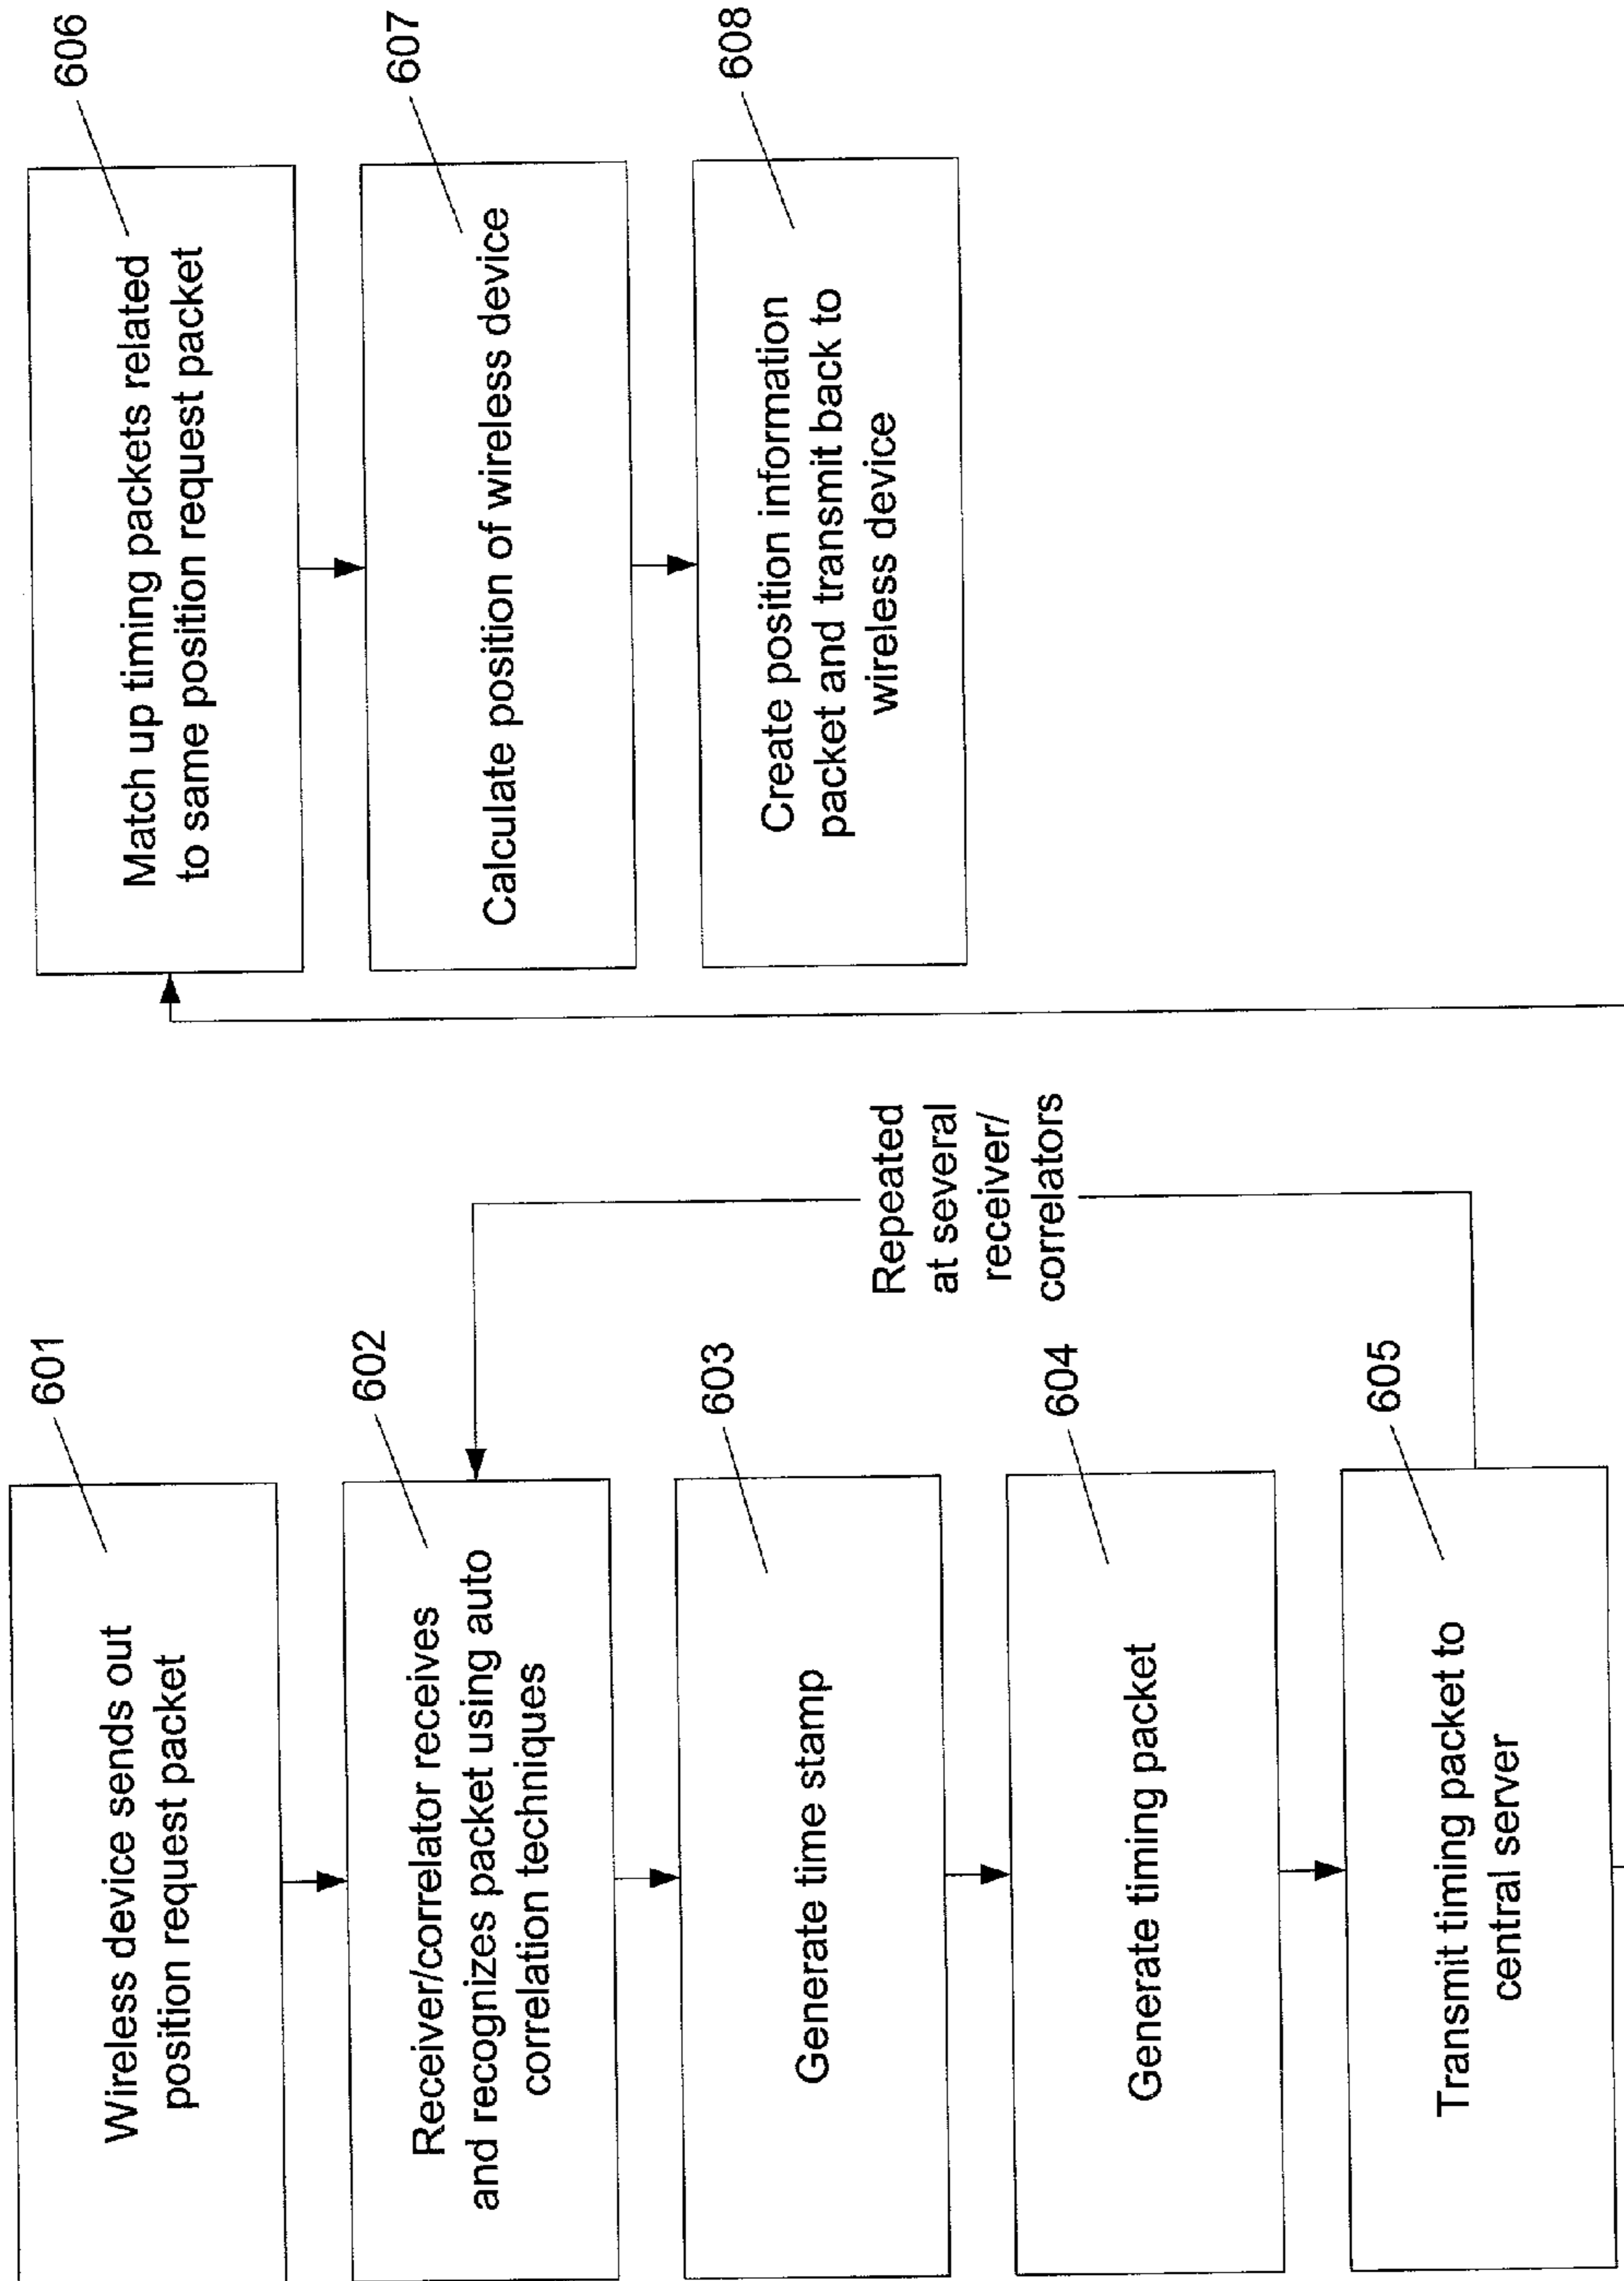 601
Wireless device sends out
position request packet
602
Receiver/correlator receives
and recognizes packet using auto
correlation techniques
603
Generate time stamp
604
Generate timing packet
605
Transmit timing packet to
central server
Repeated
at several
receiver/
correlators
606
Match up timing packets related
to same position request packet
607
Calculate position of wireless device
608
Create position information
packet and transmit back to
wireless device